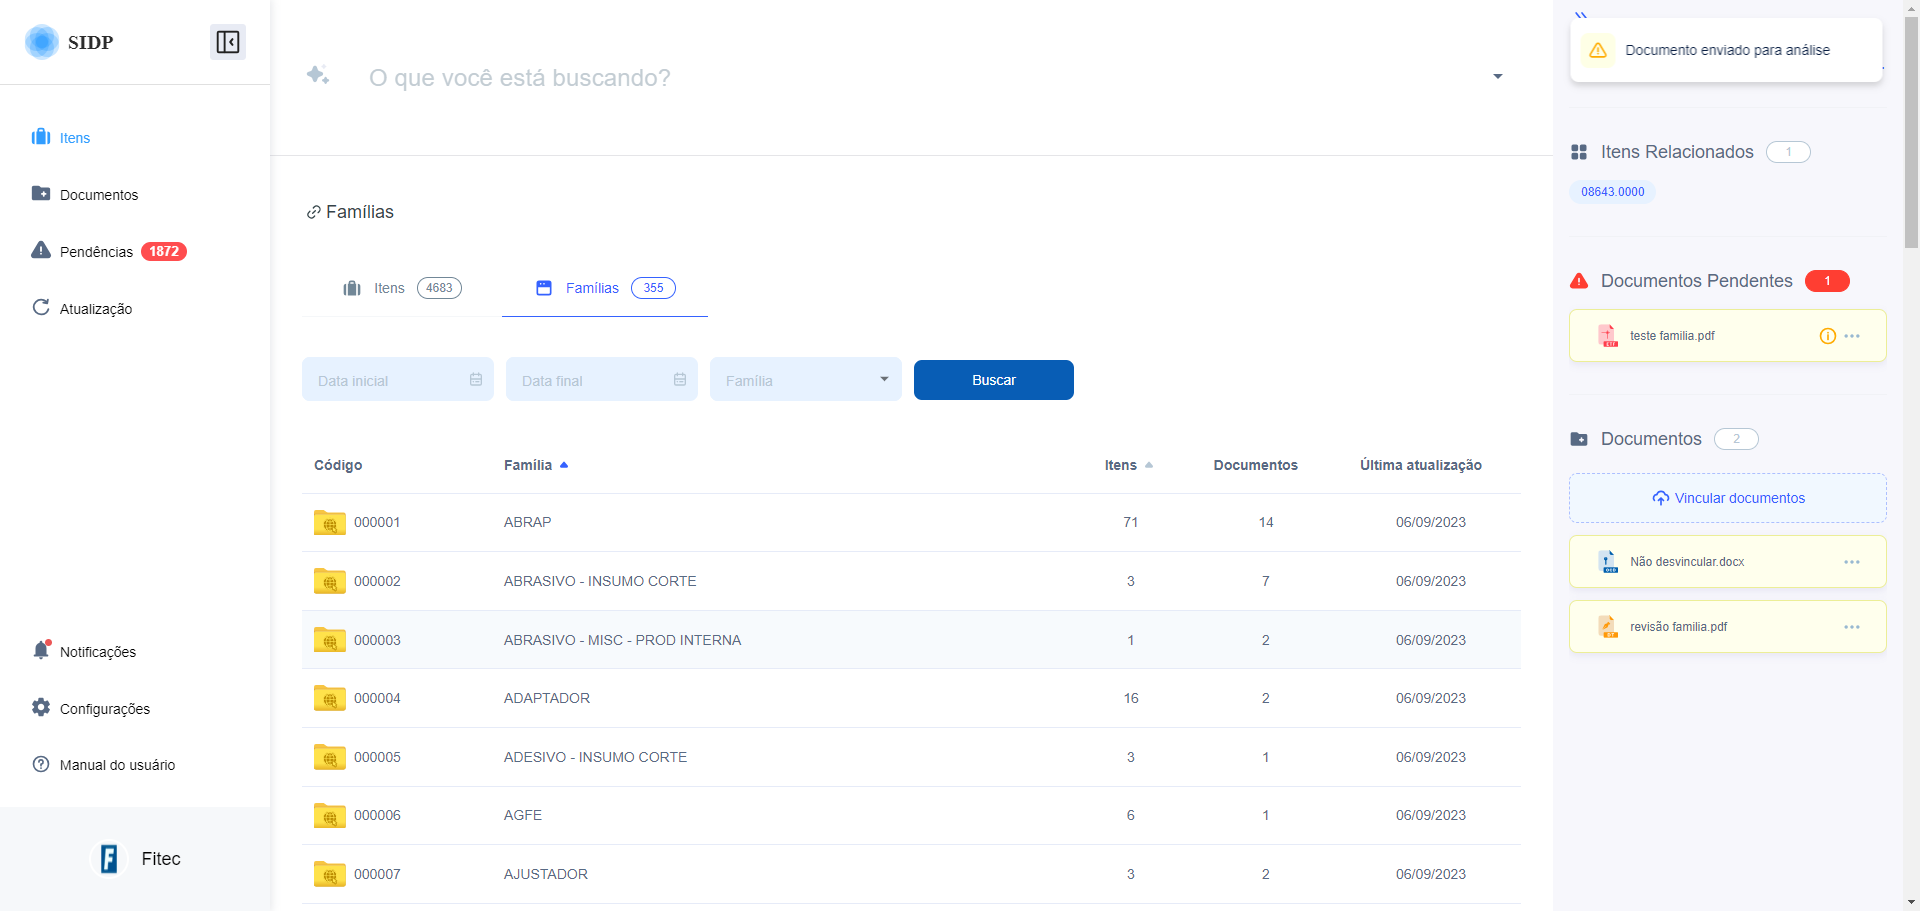 SIDP
Itens
Documentos
Pendências 1872
Atualização
Notificações
Configurações
Manual do usuário
Fitec
O que você está buscando?
Famílias
Itens 4683
Famílias 355
Data inicial
Data final
Família
Buscar
Código Família Itens Documentos Última atualização
000001 ABRAP 71 14 06/09/2023
000002 ABRASIVO - INSUMO CORTE 3 7 06/09/2023
000003 ABRASIVO - MISC - PROD INTERNA 1 2 06/09/2023
000004 ADAPTADOR 16 2 06/09/2023
000005 ADESIVO - INSUMO CORTE 3 1 06/09/2023
000006 AGFE 6 1 06/09/2023
000007 AJUSTADOR 3 2 06/09/2023
Documento enviado para análise
Itens Relacionados 1
08643.0000
Documentos Pendentes 1
teste familia.pdf
Documentos 2
Vincular documentos
Não desvincular.docx
revisão familia.pdf